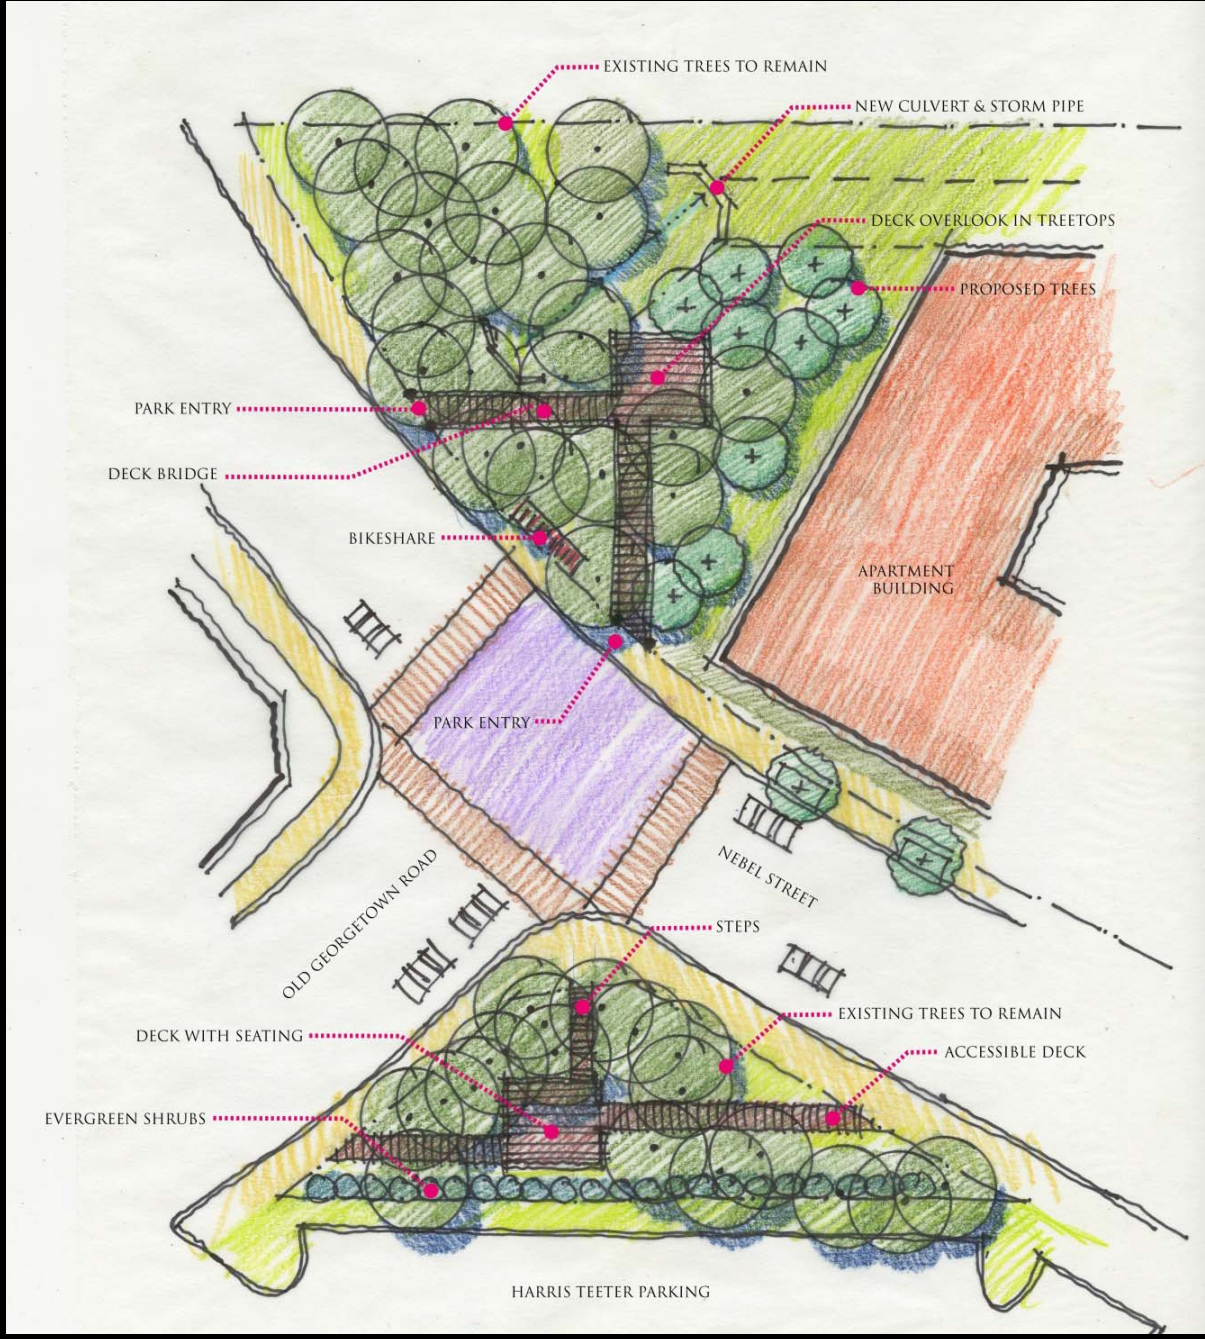 EXISTING TREES TO REMAIN
NEW CULVERT & STORM PIPE
DECK OVERLOOK IN TREETOPS
PROPOSED TREES
PARK ENTRY
DECK BRIDGE
BIKESHARE
APARTMENT
BUILDING
PARK ENTRY
OLD GEORGETOWN ROAD
NEBEL STREET
STEPS
EXISTING TREES TO REMAIN
DECK WITH SEATING
ACCESSIBLE DECK
EVERGREEN SHRUBS
HARRIS TEETER PARKING